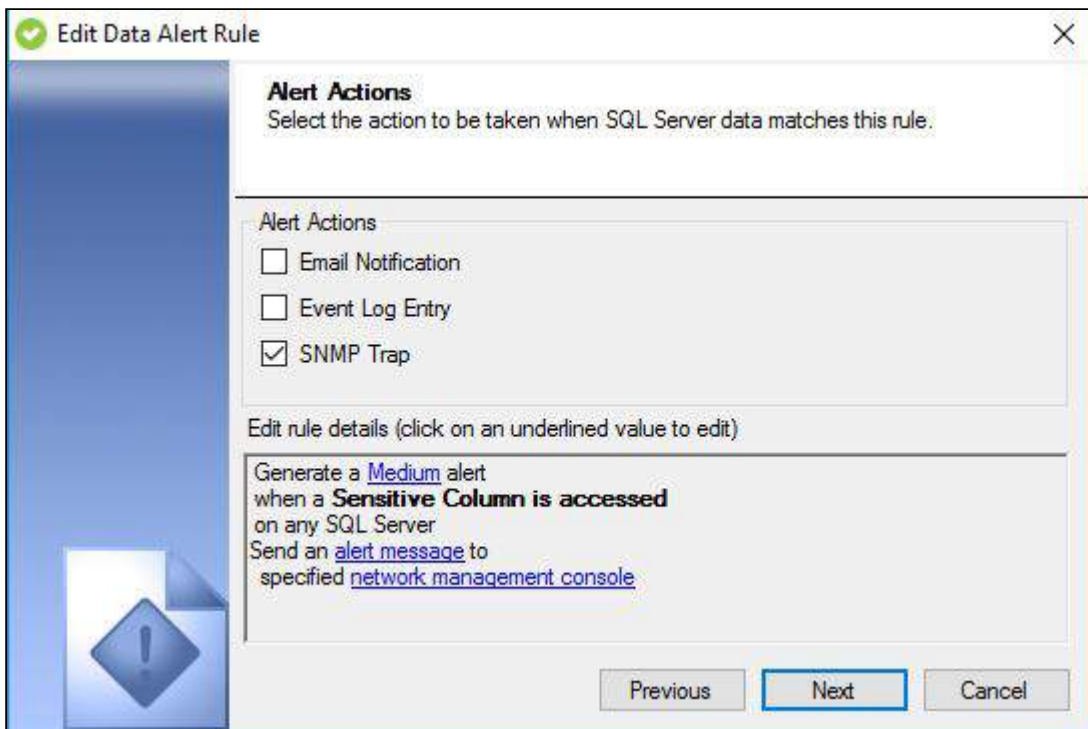 Edit Data Alert Rule
Alert Actions
Select the action to be taken when SQL Server data matches this rule.
Alert Actions
Email Notification
Event Log Entry
SNMP Trap
Edit rule details (click on an underlined value to edit)
Generate a Medium alert
when a Sensitive Column is accessed
on any SQL Server
Send an alert message to
specified network management console
Previous Next Cancel